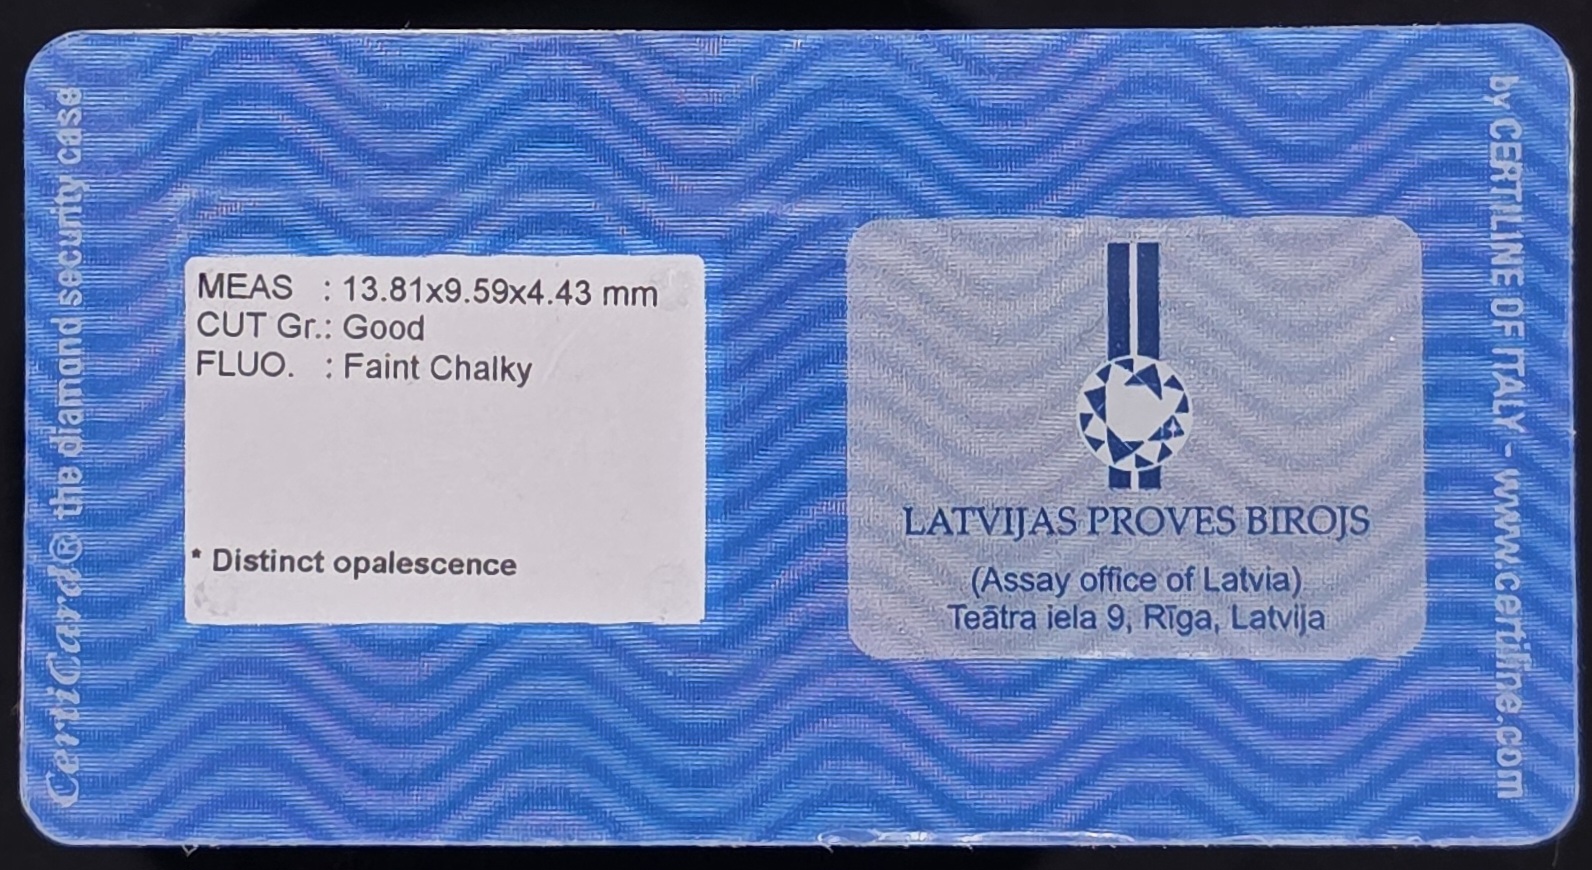 CertiCard® the diamond security case
MEAS : 13.81x9.59x4.43 mm
CUT Gr.: Good
FLUO. : Faint Chalky
* Distinct opalescence
LATVIJAS PROVES BIROJS
(Assay office of Latvia)
Teātra iela 9, Rīga, Latvija
by CERTILINE OF ITALY - www.certiline.com